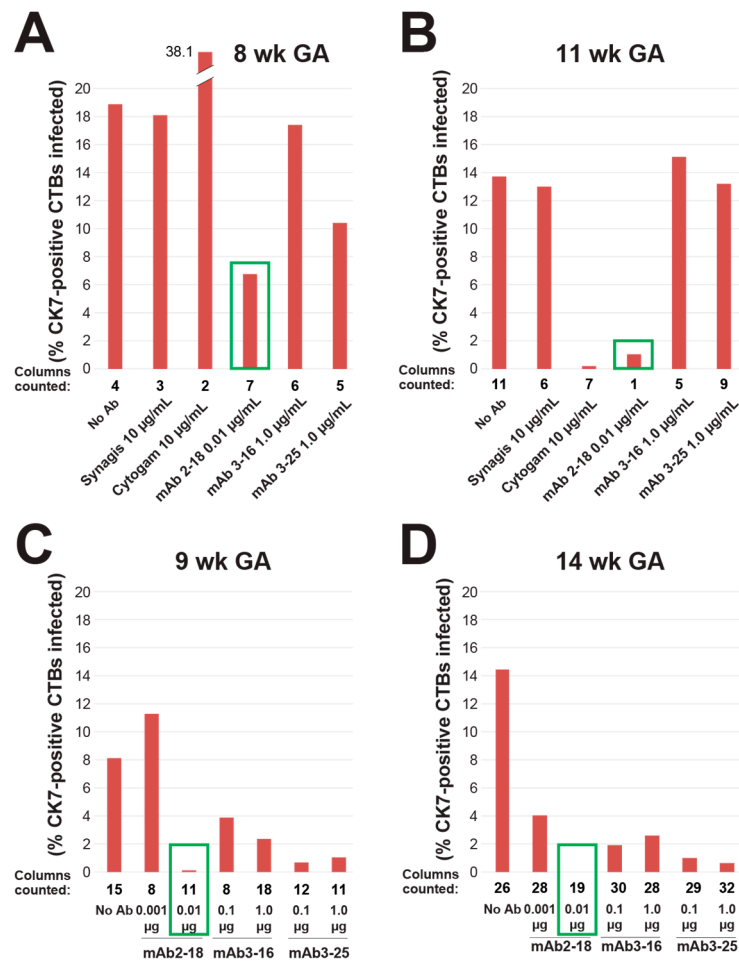 A
8 wk GA
38.1
(% CK7-positive CTBs infected)
20
18
16
14
12
10
8
6
4
2
0
Columns counted:
4 3 2 7 6 5
No Ab
Synagis 10 µg/mL
Cytogam 10 µg/mL
mAb 2-18 0.01 µg/mL
mAb 3-16 1.0 µg/mL
mAb 3-25 1.0 µg/mL
B
11 wk GA
(% CK7-positive CTBs infected)
20
18
16
14
12
10
8
6
4
2
0
Columns counted:
11 6 7 1 5 9
No Ab
Synagis 10 µg/mL
Cytogam 10 µg/mL
mAb 2-18 0.01 µg/mL
mAb 3-16 1.0 µg/mL
mAb 3-25 1.0 µg/mL
C
9 wk GA
(% CK7-positive CTBs infected)
20
18
16
14
12
10
8
6
4
2
0
Columns counted:
15 8 11 8 18 12 11
No Ab 0.001 0.01 0.1 1.0 0.1 1.0
µg µg µg µg µg µg
mAb2-18 mAb3-16 mAb3-25
D
14 wk GA
(% CK7-positive CTBs infected)
20
18
16
14
12
10
8
6
4
2
0
Columns counted:
26 28 19 30 28 29 32
No Ab 0.001 0.01 0.1 1.0 0.1 1.0
µg µg µg µg µg µg
mAb2-18 mAb3-16 mAb3-25